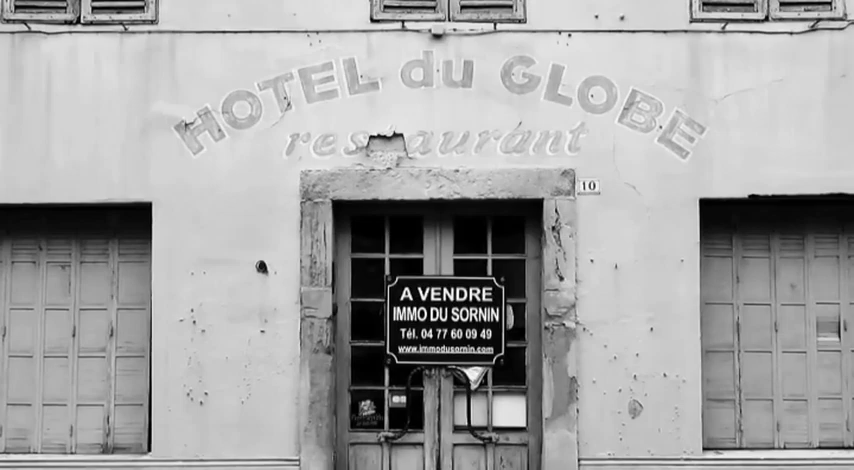 HOTEL du GLOBE
restaurant
10
A VENDRE
IMMO DU SORNIN
Tél. 04 77 60 09 49
www.immodusornin.com